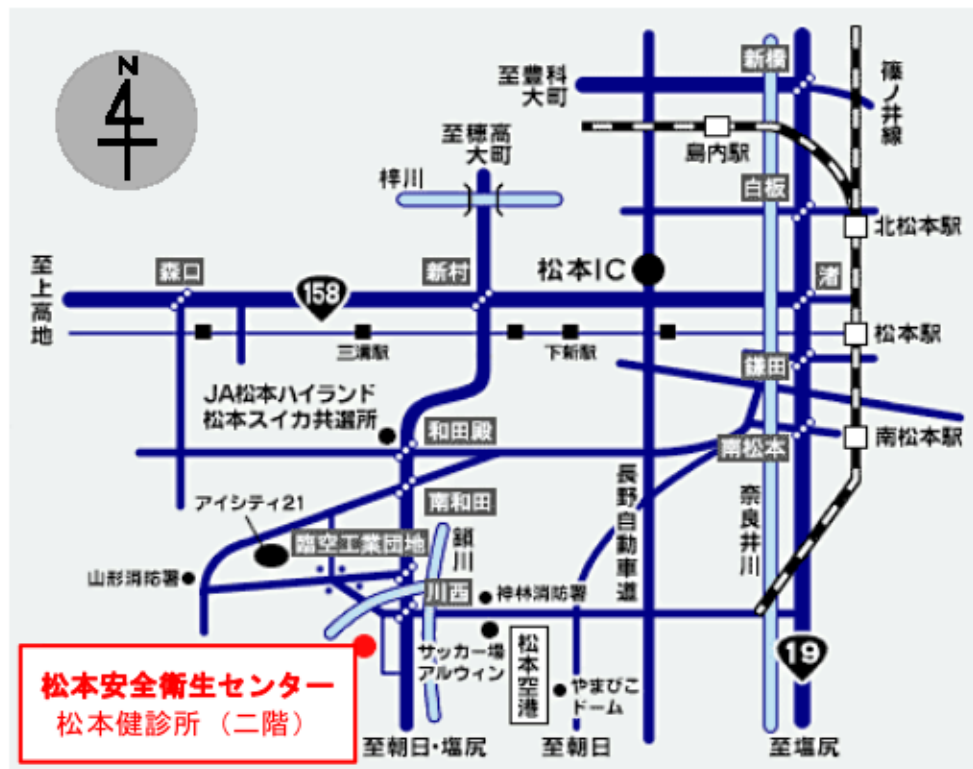 N
至豊科
大町
新橋
篠ノ井線
至穂高
大町
島内駅
梓川
白板
北松本駅
至上高地
森口
158
新村
松本IC
渚
三溝駅
下新駅
松本駅
鎌田
JA松本ハイランド
松本スイカ共選所
和田殿
南松本
南松本駅
アイシティ21
南和田
長野自動車道
奈良井川
臨空工業団地
鎖川
山形消防署
川西
神林消防署
サッカー場
アルウィン
松本空港
19
松本安全衛生センター
松本健診所（二階）
やまびこ
ドーム
至朝日・塩尻
至朝日
至塩尻